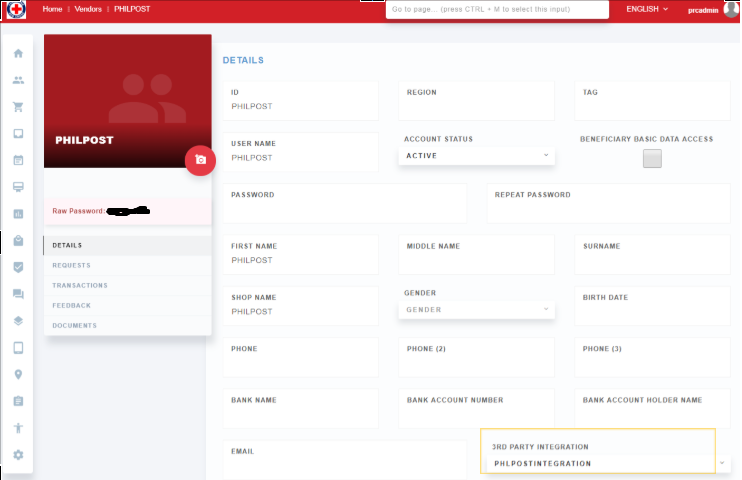 Home | Vendors | PHILPOST
Go to page... (press CTRL + M to select this input)
ENGLISH
prcadmin
PHILPOST
Raw Password:
DETAILS
REQUESTS
TRANSACTIONS
FEEDBACK
DOCUMENTS
DETAILS
ID
PHILPOST
REGION
TAG
USER NAME
PHILPOST
ACCOUNT STATUS
ACTIVE
BENEFICIARY BASIC DATA ACCESS
PASSWORD
REPEAT PASSWORD
FIRST NAME
PHILPOST
MIDDLE NAME
SURNAME
SHOP NAME
PHILPOST
GENDER
GENDER
BIRTH DATE
PHONE
PHONE (2)
PHONE (3)
BANK NAME
BANK ACCOUNT NUMBER
BANK ACCOUNT HOLDER NAME
EMAIL
3RD PARTY INTEGRATION
PHLPOSTINTEGRATION